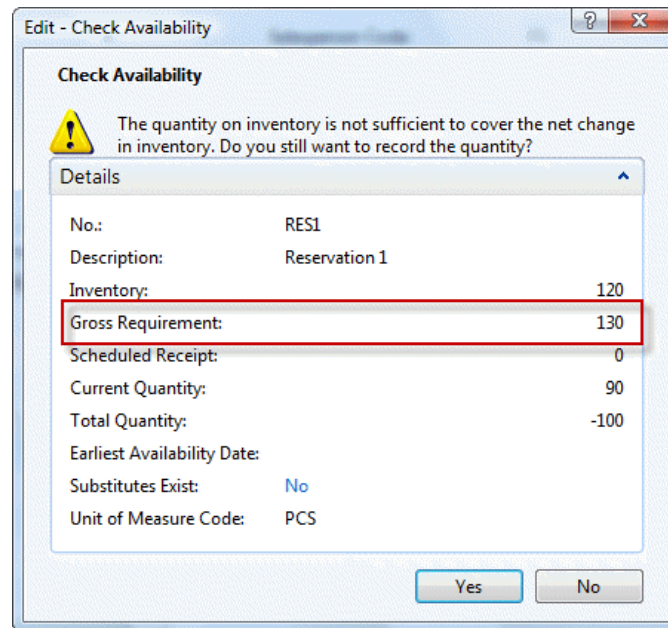 Edit - Check Availability
Check Availability
The quantity on inventory is not sufficient to cover the net change
in inventory. Do you still want to record the quantity?
Details
No.: RES1
Description: Reservation 1
Inventory: 120
Gross Requirement: 130
Scheduled Receipt: 0
Current Quantity: 90
Total Quantity: -100
Earliest Availability Date:
Substitutes Exist: No
Unit of Measure Code: PCS
Yes No